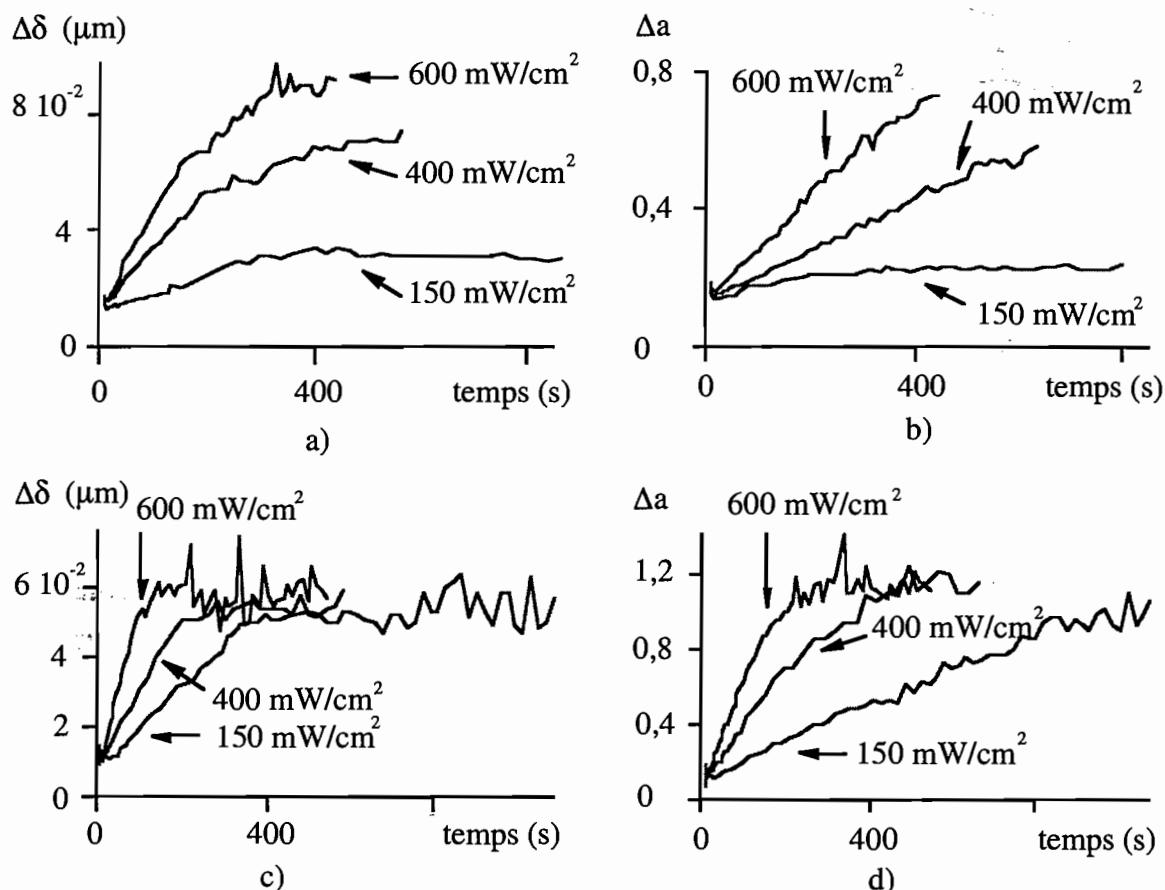 Δδ (μm)
8 10⁻²
4
0
0
400
temps (s)
600 mW/cm²
400 mW/cm²
150 mW/cm²
a)
Δa
0,8
0,4
0
0
400
temps (s)
600 mW/cm²
400 mW/cm²
150 mW/cm²
b)
Δδ (μm)
6 10⁻²
4
2
0
0
400
temps (s)
600 mW/cm²
400 mW/cm²
150 mW/cm²
c)
Δa
1,2
0,8
0,4
0
0
400
temps (s)
600 mW/cm²
400 mW/cm²
150 mW/cm²
d)